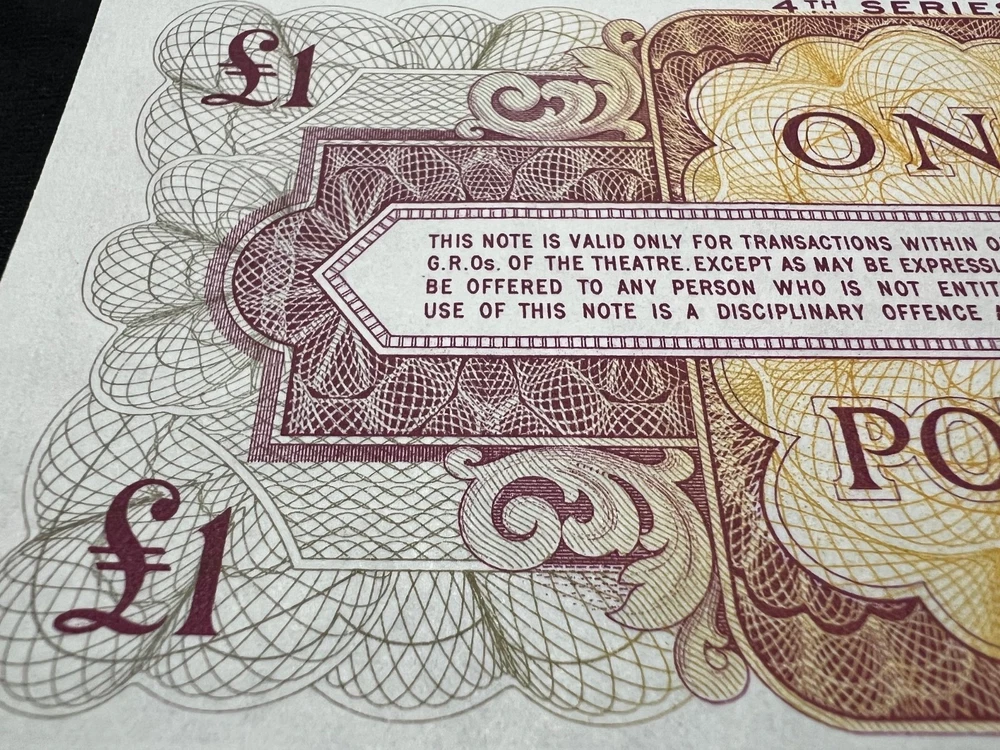 4TH SERIES
£1
ON
THIS NOTE IS VALID ONLY FOR TRANSACTIONS WITHIN O
G.R.Os. OF THE THEATRE. EXCEPT AS MAY BE EXPRESSL
BE OFFERED TO ANY PERSON WHO IS NOT ENTIT
USE OF THIS NOTE IS A DISCIPLINARY OFFENCE
PO
£1